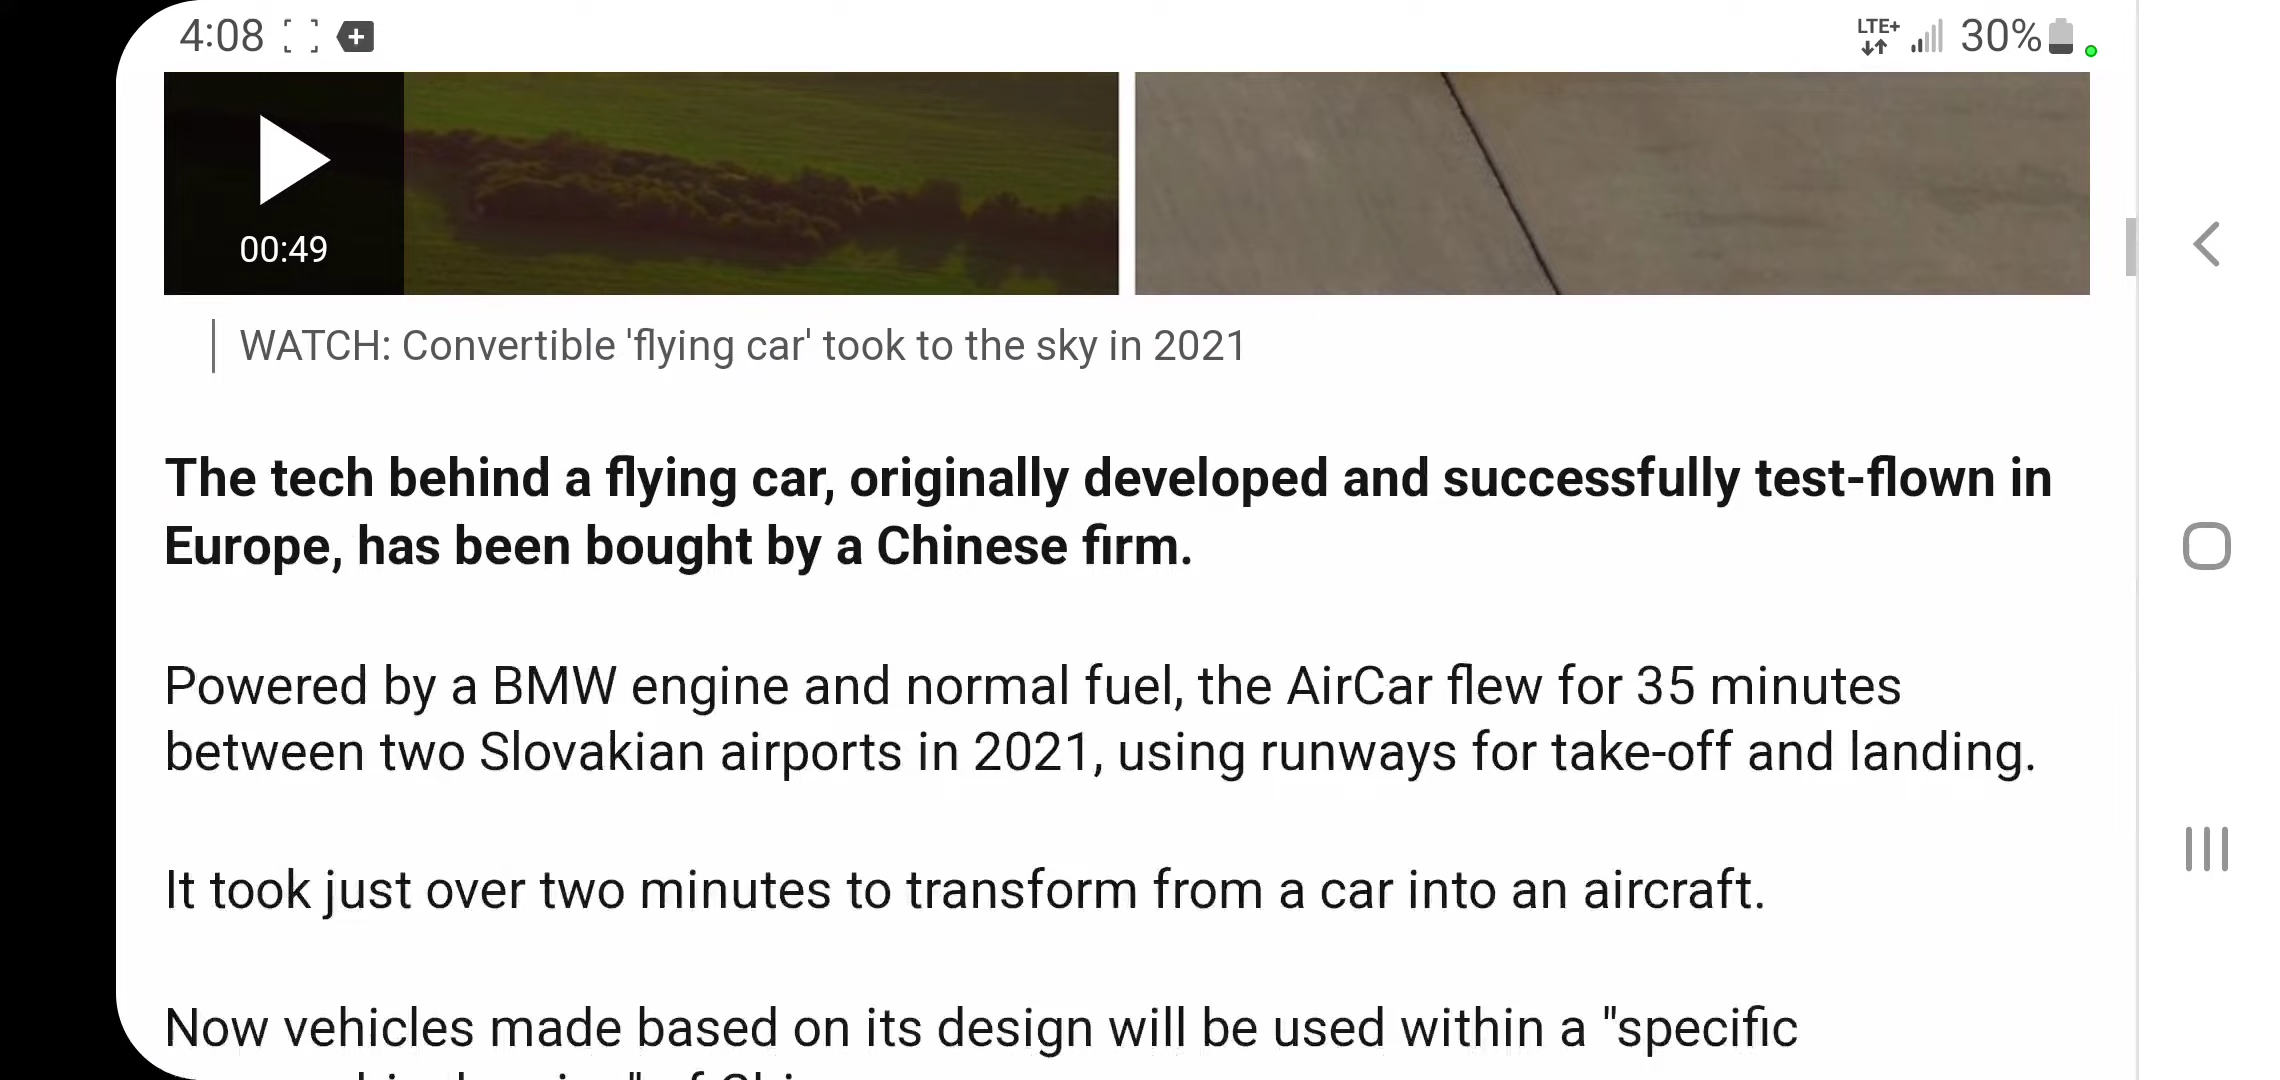 4:08
LTE+ 30%
00:49
WATCH: Convertible 'flying car' took to the sky in 2021
The tech behind a flying car, originally developed and successfully test-flown in
Europe, has been bought by a Chinese firm.
Powered by a BMW engine and normal fuel, the AirCar flew for 35 minutes
between two Slovakian airports in 2021, using runways for take-off and landing.
It took just over two minutes to transform from a car into an aircraft.
Now vehicles made based on its design will be used within a "specific